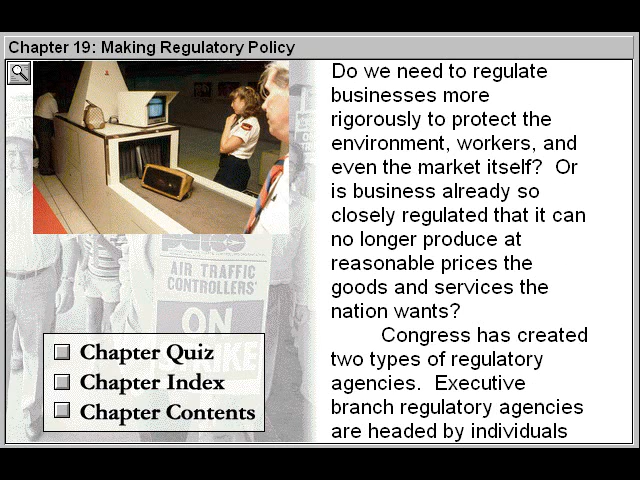 Chapter 19: Making Regulatory Policy
Do we need to regulate
businesses more
rigorously to protect the
environment, workers, and
even the market itself?  Or
is business already so
closely regulated that it can
no longer produce at
reasonable prices the
goods and services the
nation wants?
Congress has created
two types of regulatory
agencies.  Executive
branch regulatory agencies
are headed by individuals
patco
AIR TRAFFIC
CONTROLLERS'
ON
STRIKE
Chapter Quiz
Chapter Index
Chapter Contents